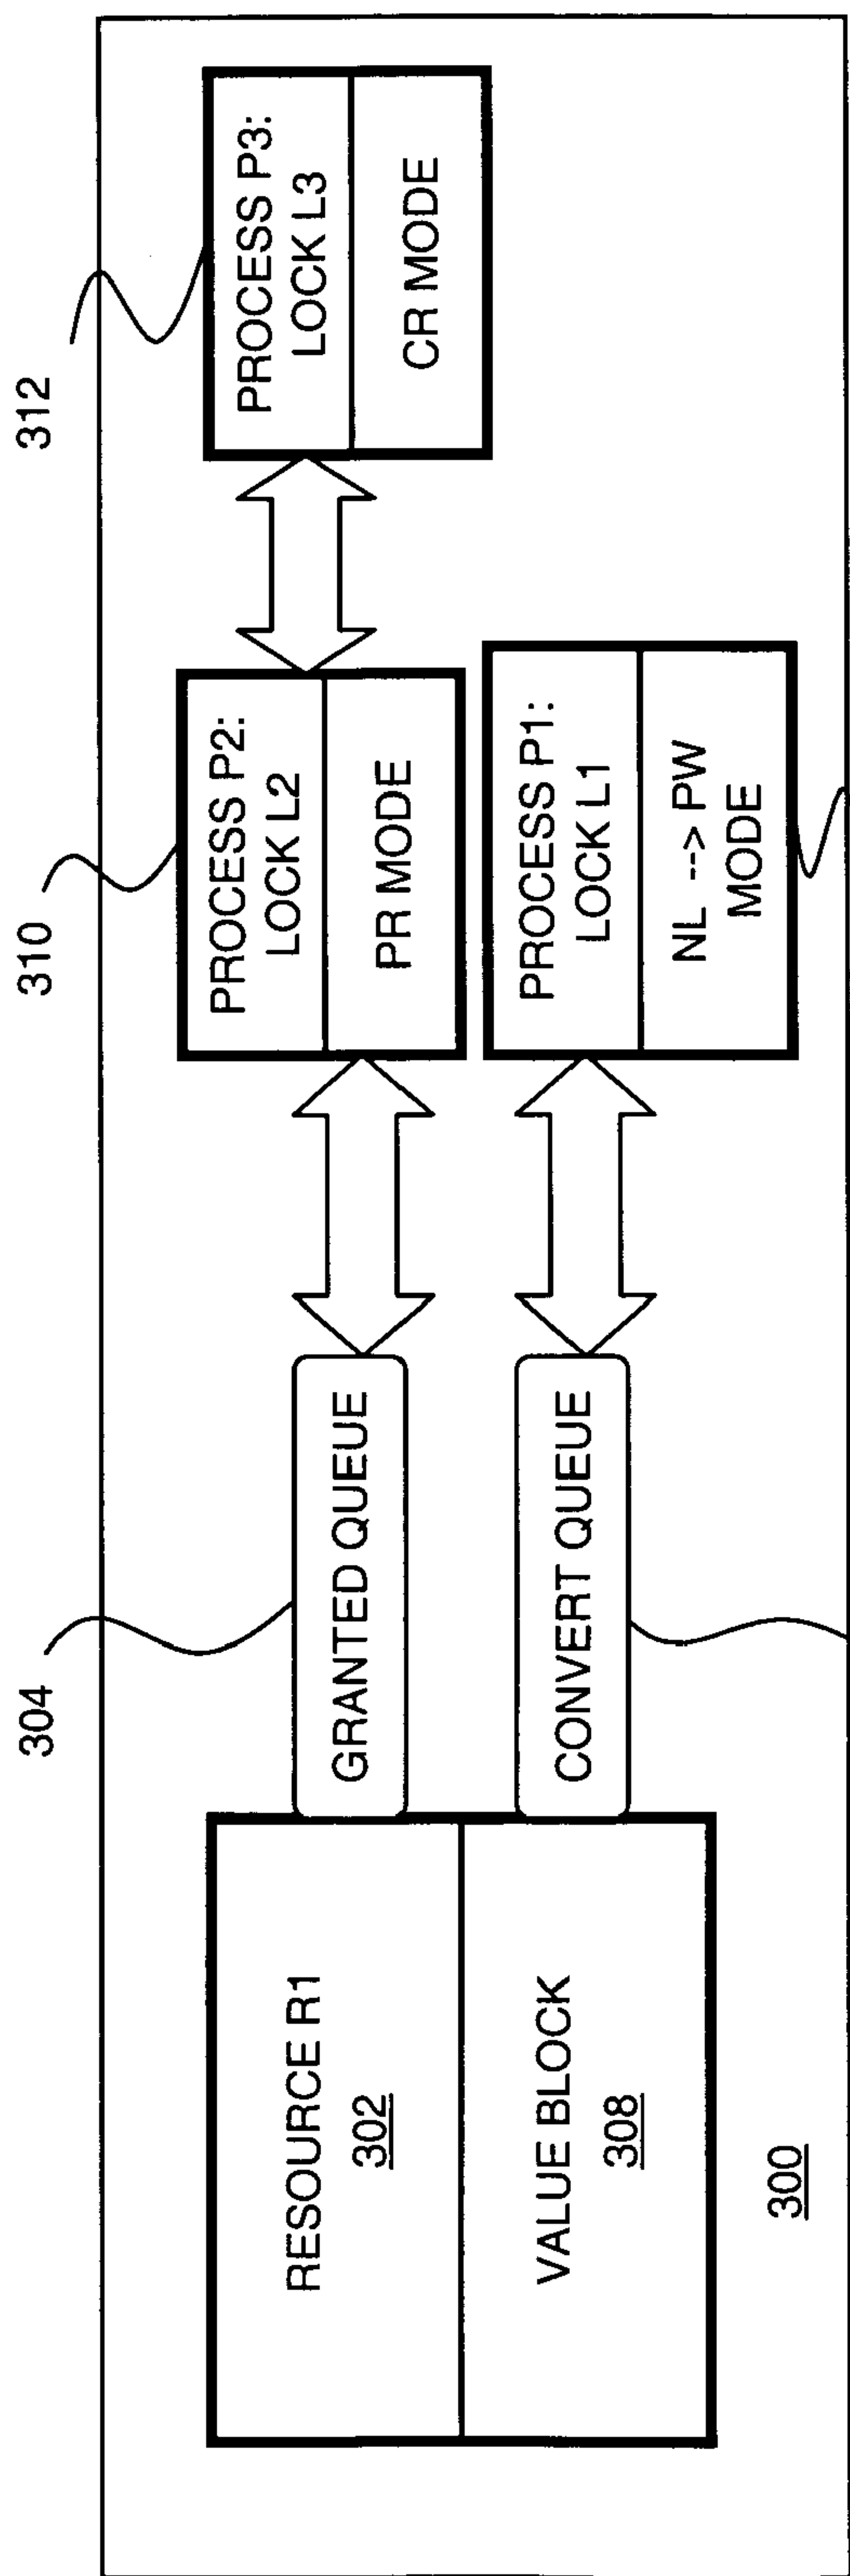 304
310
312
GRANTED QUEUE
PROCESS P2:
LOCK L2
PR MODE
PROCESS P3:
LOCK L3
CR MODE
RESOURCE R1
302
VALUE BLOCK
308
CONVERT QUEUE
PROCESS P1:
LOCK L1
NL --> PW
MODE
300